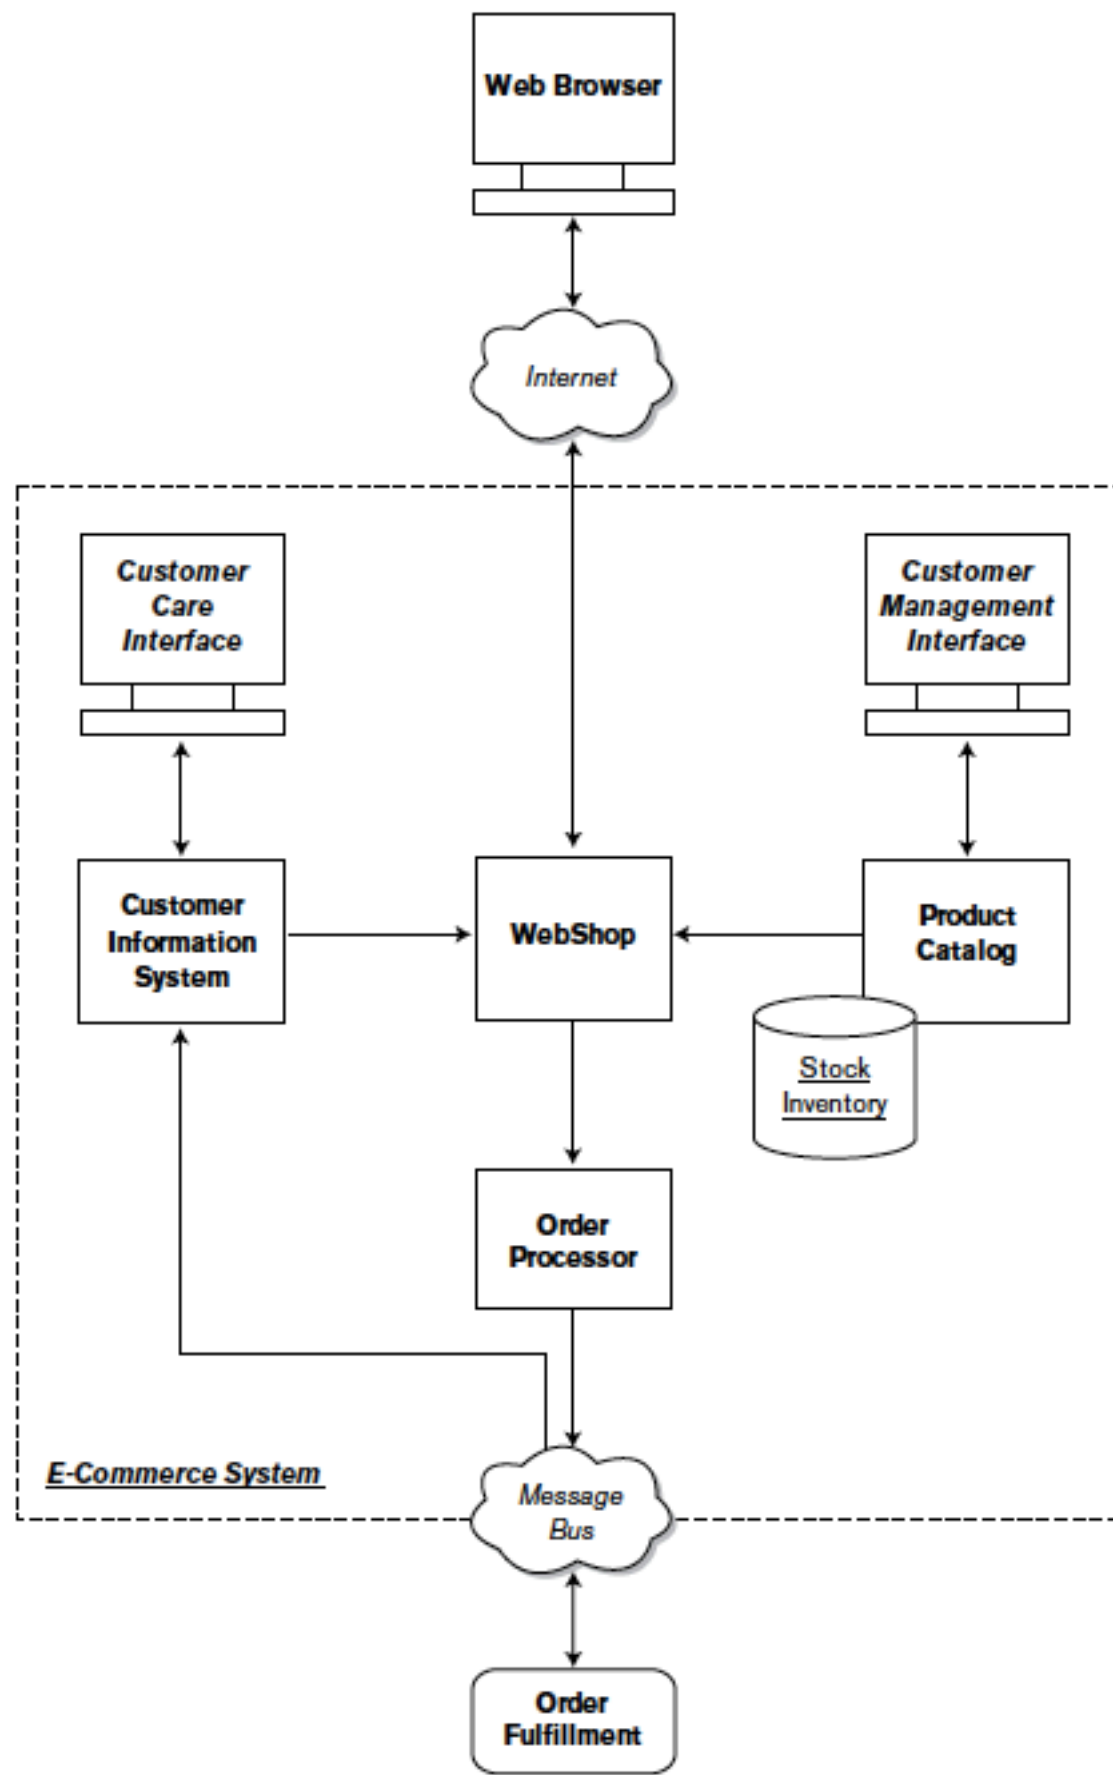 Web Browser
Internet
Customer
Care
Interface
Customer
Management
Interface
Customer
Information
System
WebShop
Product
Catalog
Stock
Inventory
Order
Processor
E-Commerce System
Message
Bus
Order
Fulfillment